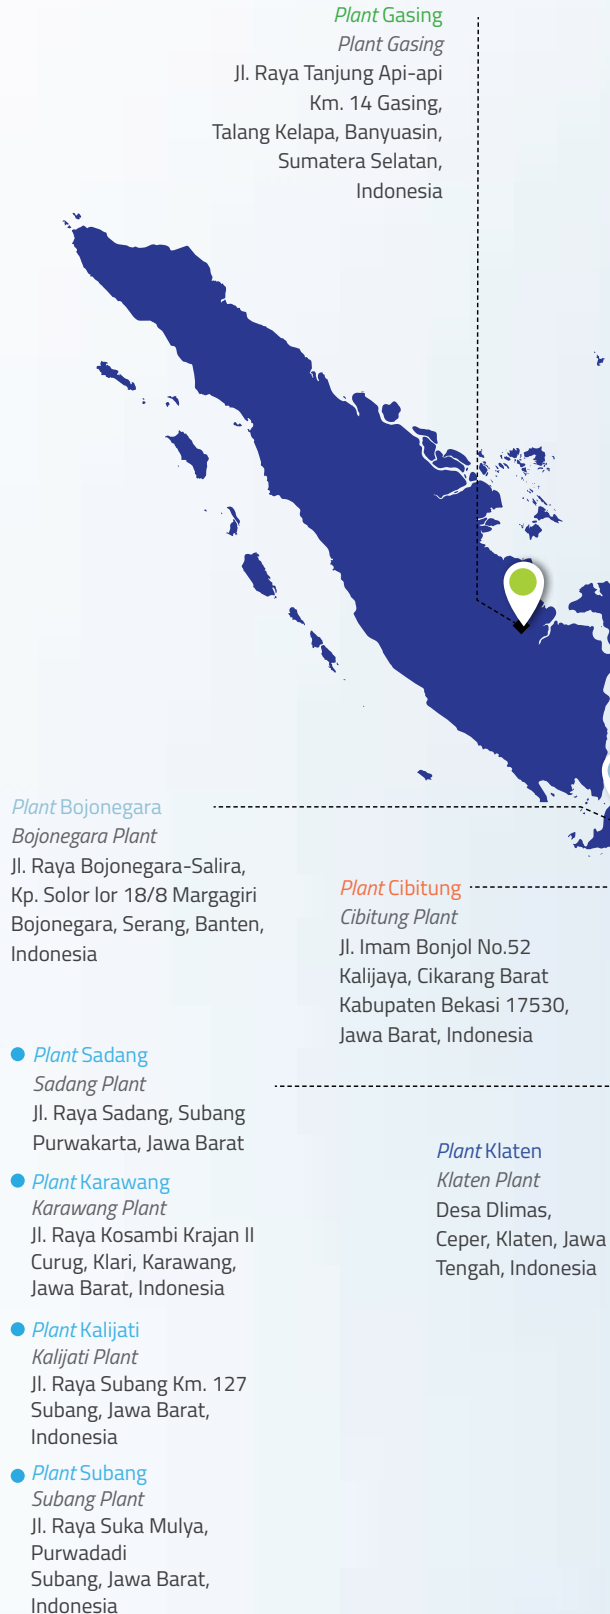 Plant Gasing
Plant Gasing
Jl. Raya Tanjung Api-api
Km. 14 Gasing,
Talang Kelapa, Banyuasin,
Sumatera Selatan,
Indonesia
Plant Bojonegara
Bojonegara Plant
Jl. Raya Bojonegara-Salira,
Kp. Solor lor 18/8 Margagiri
Bojonegara, Serang, Banten,
Indonesia
Plant Cibitung
Cibitung Plant
Jl. Imam Bonjol No.52
Kalijaya, Cikarang Barat
Kabupaten Bekasi 17530,
Jawa Barat, Indonesia
Plant Sadang
Sadang Plant
Jl. Raya Sadang, Subang
Purwakarta, Jawa Barat
Plant Karawang
Karawang Plant
Jl. Raya Kosambi Krajan II
Curug, Klari, Karawang,
Jawa Barat, Indonesia
Plant Kalijati
Kalijati Plant
Jl. Raya Subang Km. 127
Subang, Jawa Barat,
Indonesia
Plant Subang
Subang Plant
Jl. Raya Suka Mulya,
Purwadadi
Subang, Jawa Barat,
Indonesia
Plant Klaten
Klaten Plant
Desa Dlimas,
Ceper, Klaten, Jawa
Tengah, Indonesia